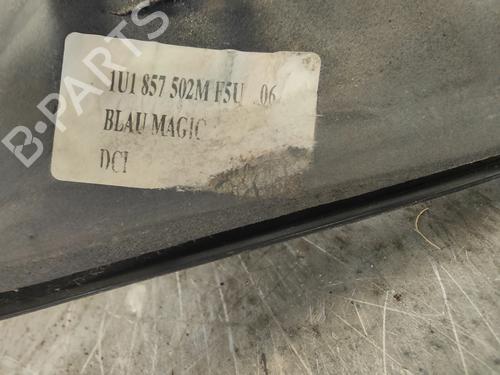 B-PARTS
1U1 857 502M F5U .06
BLAU MAGIC
DCI